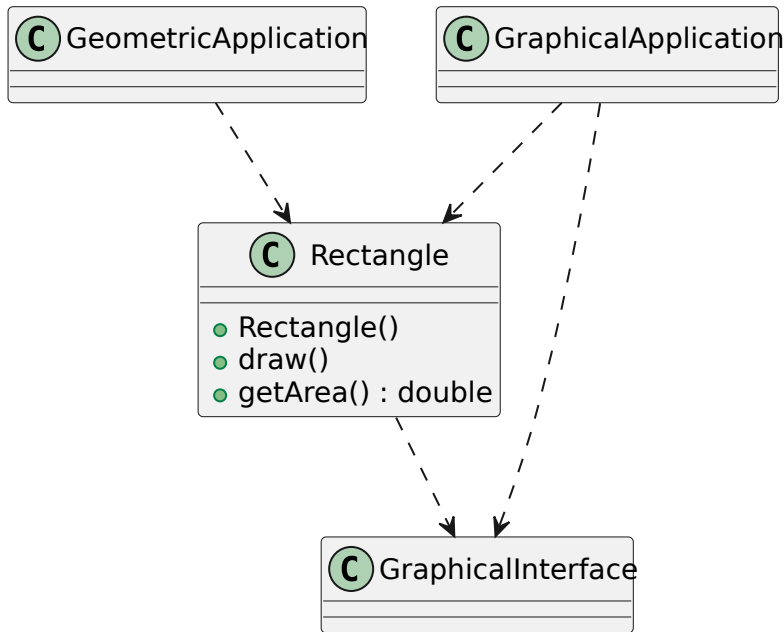 C GeometricApplication
C GraphicalApplication
C Rectangle
Rectangle()
draw()
getArea() : double
C GraphicalInterface